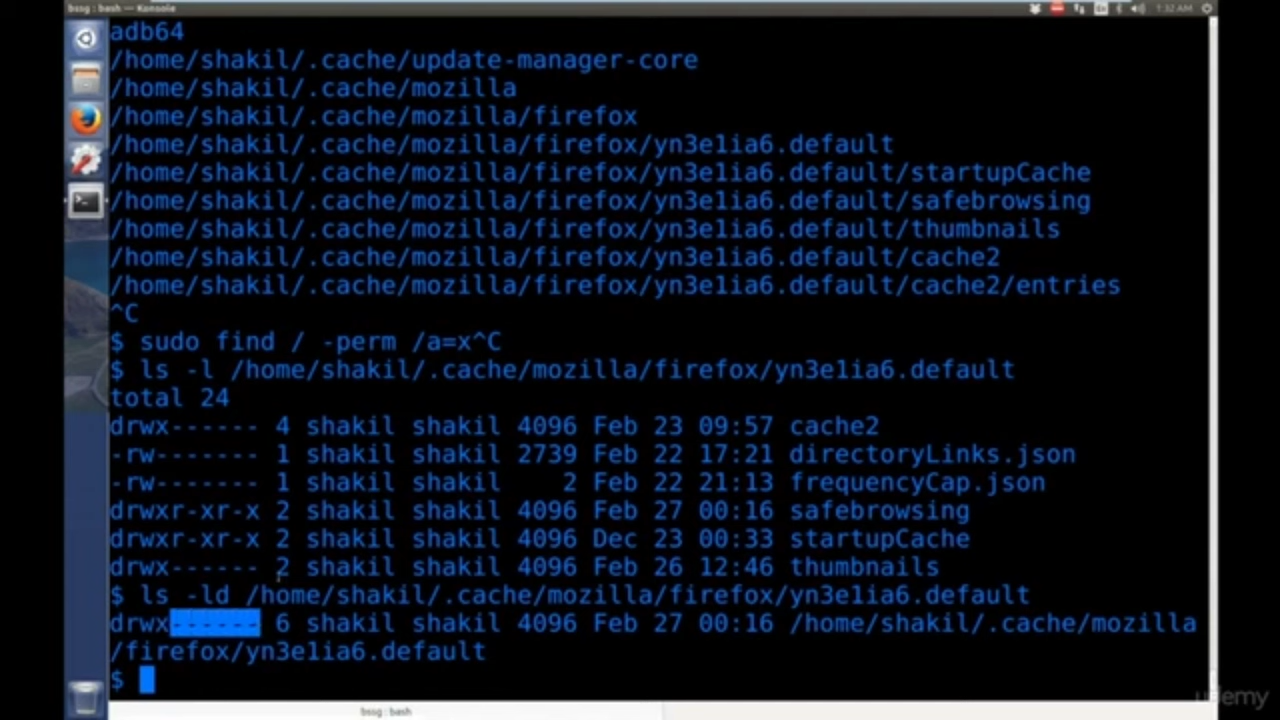 bssg : bash — Konsole
1:32 AM
adb64
/home/shakil/.cache/update-manager-core
/home/shakil/.cache/mozilla
/home/shakil/.cache/mozilla/firefox
/home/shakil/.cache/mozilla/firefox/yn3e1ia6.default
/home/shakil/.cache/mozilla/firefox/yn3e1ia6.default/startupCache
/home/shakil/.cache/mozilla/firefox/yn3e1ia6.default/safebrowsing
/home/shakil/.cache/mozilla/firefox/yn3e1ia6.default/thumbnails
/home/shakil/.cache/mozilla/firefox/yn3e1ia6.default/cache2
/home/shakil/.cache/mozilla/firefox/yn3e1ia6.default/cache2/entries
^C
$ sudo find / -perm /a=x^C
$ ls -l /home/shakil/.cache/mozilla/firefox/yn3e1ia6.default
total 24
drwx------ 4 shakil shakil 4096 Feb 23 09:57 cache2
-rw------- 1 shakil shakil 2739 Feb 22 17:21 directoryLinks.json
-rw------- 1 shakil shakil    2 Feb 22 21:13 frequencyCap.json
drwxr-xr-x 2 shakil shakil 4096 Feb 27 00:16 safebrowsing
drwxr-xr-x 2 shakil shakil 4096 Dec 23 00:33 startupCache
drwx------ 2 shakil shakil 4096 Feb 26 12:46 thumbnails
$ ls -ld /home/shakil/.cache/mozilla/firefox/yn3e1ia6.default
drwx------ 6 shakil shakil 4096 Feb 27 00:16 /home/shakil/.cache/mozilla
/firefox/yn3e1ia6.default
$
bssg : bash
udemy